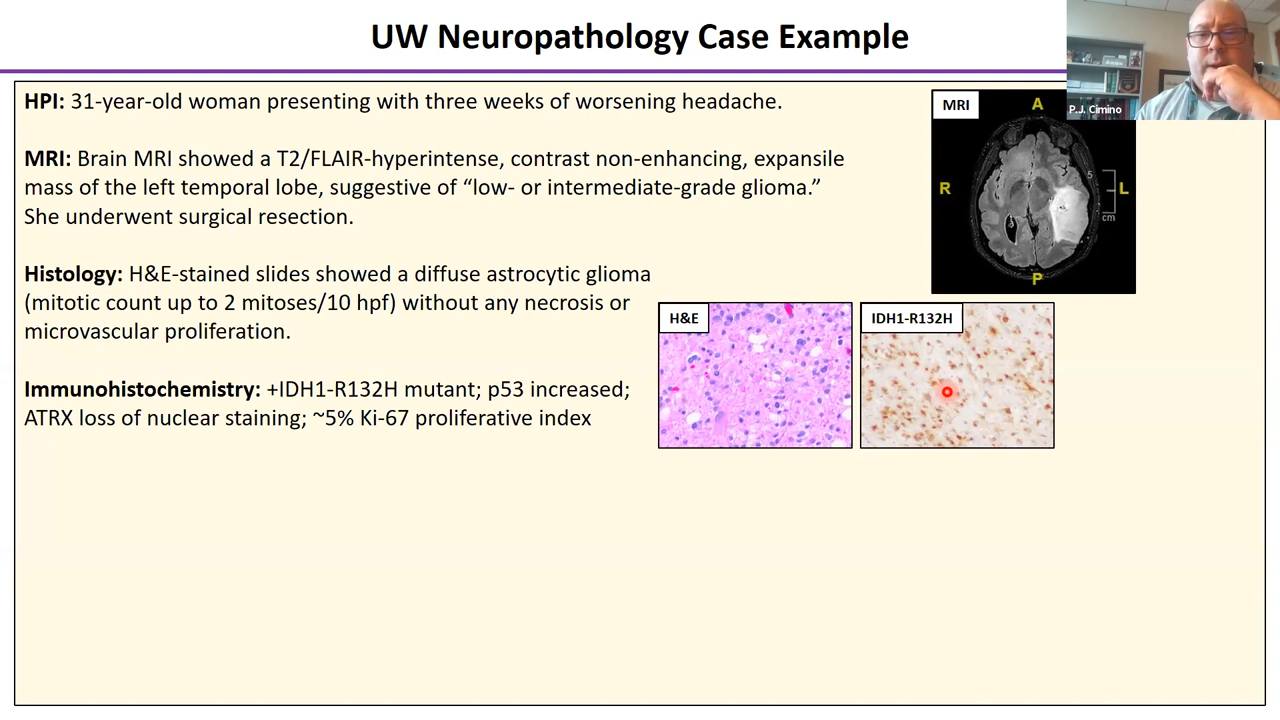 UW Neuropathology Case Example
P.J. Cimino
HPI: 31-year-old woman presenting with three weeks of worsening headache.
MRI: Brain MRI showed a T2/FLAIR-hyperintense, contrast non-enhancing, expansile
mass of the left temporal lobe, suggestive of “low- or intermediate-grade glioma.”
She underwent surgical resection.
MRI
A
R
5
L
cm
P
Histology: H&E-stained slides showed a diffuse astrocytic glioma
(mitotic count up to 2 mitoses/10 hpf) without any necrosis or
microvascular proliferation.
H&E
IDH1-R132H
Immunohistochemistry: +IDH1-R132H mutant; p53 increased;
ATRX loss of nuclear staining; ~5% Ki-67 proliferative index